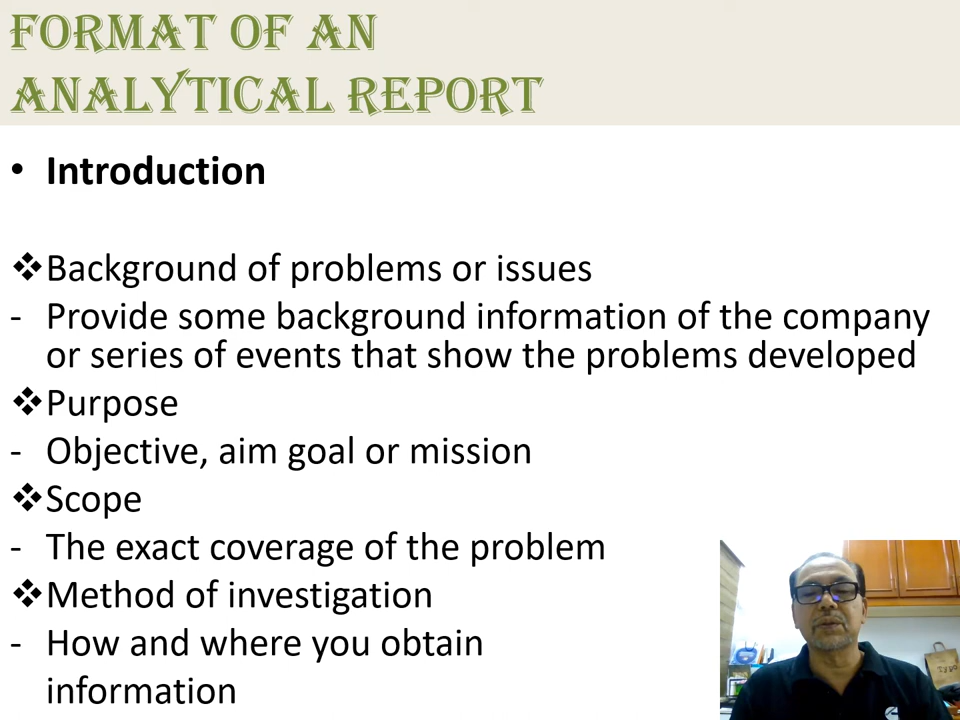 FORMAT OF AN
ANALYTICAL REPORT
• Introduction
❖Background of problems or issues
- Provide some background information of the company
or series of events that show the problems developed
❖Purpose
- Objective, aim goal or mission
❖Scope
- The exact coverage of the problem
❖Method of investigation
- How and where you obtain
information